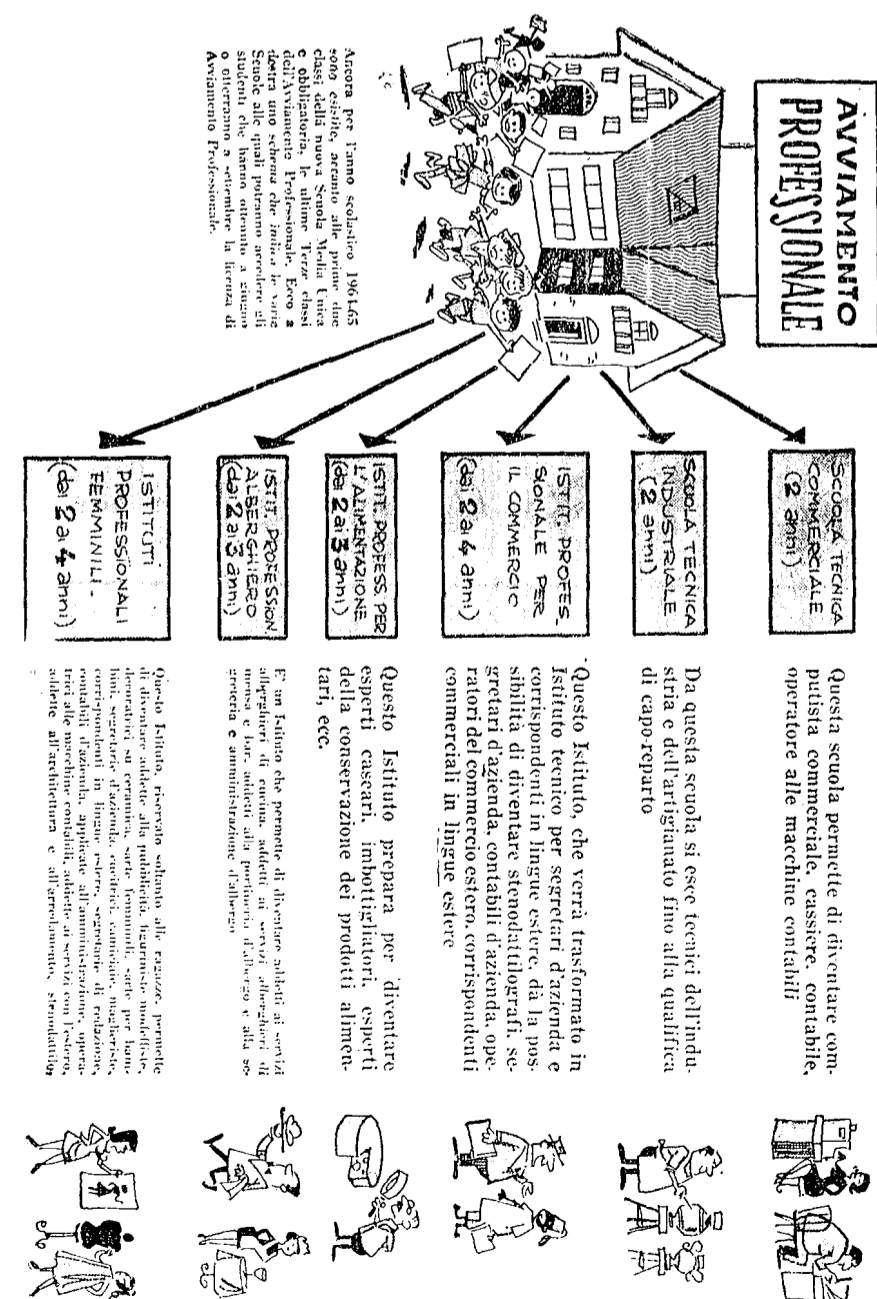 AVVIAMENTO
PROFESSIONALE
Ancora per l'anno scolastico 1964-65
sono esistite, accanto alle prime due
classi della nuova Scuola Media Unica
e obbligatoria, le ultime Terze classi
dell'Avviamento Professionale. Ecco a
destra uno schema che indica le varie
Scuole alle quali potranno accedere gli
studenti che hanno ottenuto a giugno
o otterranno a settembre la licenza di
Avviamento Professionale.
SCUOLA TECNICA
COMMERCIALE
(2 anni)
Questa scuola permette di diventare com-
putista commerciale, cassiere, contabile,
operatore alle macchine contabili
SCUOLA TECNICA
INDUSTRIALE
(2 anni)
Da questa scuola si esce tecnici dell'indu-
stria e dell'artigianato fino alla qualifica
di capo-reparto
ISTIT. PROFES_
SIONALE PER
IL COMMERCIO
(dai 2 ai 4 anni)
Questo Istituto, che verrà trasformato in
Istituto tecnico per segretari d'azienda e
corrispondenti in lingue estere, dà la pos-
sibilità di diventare stenodattilografi, se-
gretari d'azienda, contabili d'azienda, ope-
ratori del commercio estero, corrispondenti
commerciali in lingue estere
ISTIT. PROFESS. PER
L'ALIMENTAZIONE
(dai 2 ai 3 anni)
Questo Istituto prepara per diventare
esperti cascari, imbottigliatori, esperti
della conservazione dei prodotti alimen-
tari, ecc.
ISTIT. PROFESSION.
ALBERGHIERO
(dai 2 ai 3 anni)
E' un Istituto che permette di diventare addetti ai servizi
alberghieri di cucina, addetti ai servizi alberghieri di
mensa e bar, addetti alla portineria d'albergo e alla se-
greteria e amministrazione d'albergo
ISTITUTI
PROFESSIONALI
FEMMINILI.
(dai 2 ai 4 anni)
Questo Istituto, riservato soltanto alle ragazze, permette
di diventare addette alla pubblicità, figuriniste modelliste,
decoratrici su ceramica, sarte femminili, sarte per bam-
bini, segretarie d'azienda, cucitrici, camiciaie, maglieriste,
corrispondenti in lingue estere, segretarie di redazione,
contabili d'azienda, applicate all'amministrazione, opera-
trici alle macchine contabili, addette ai servizi con l'estero,
addette all'architettura e all'arredamento, stenodattilo,